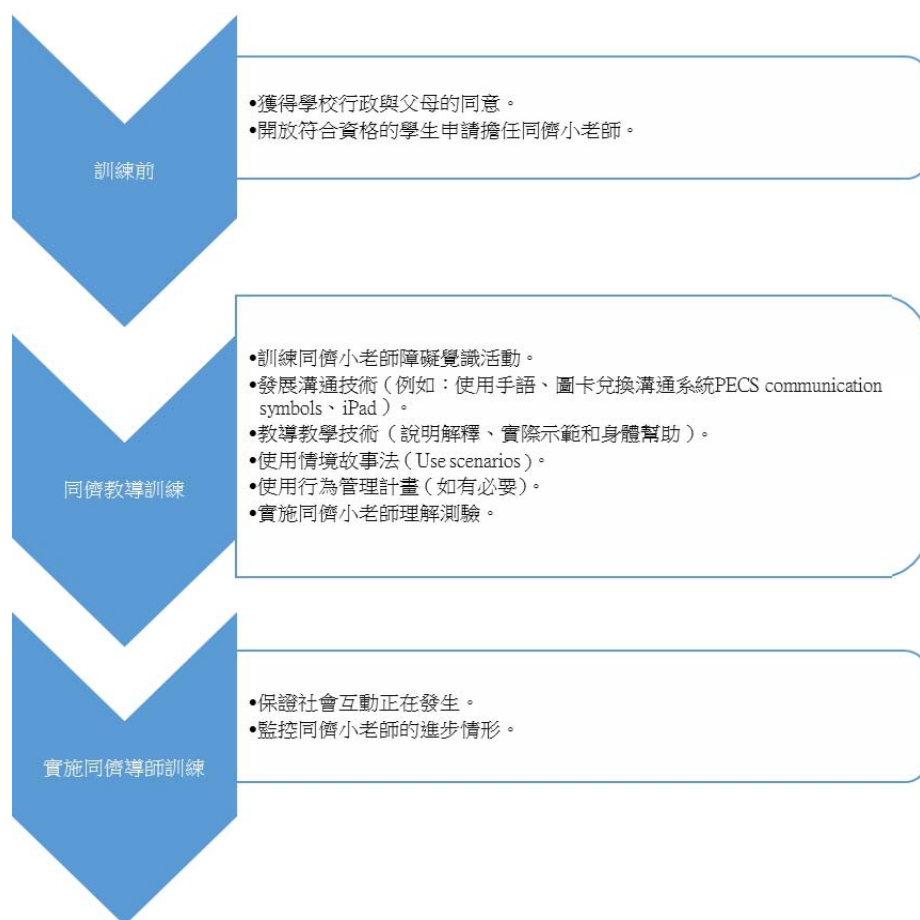 訓練前
•獲得學校行政與父母的同意。
•開放符合資格的學生申請擔任同儕小老師。
同儕教導訓練
•訓練同儕小老師障礙覺識活動。
•發展溝通技術（例如：使用手語、圖卡兌換溝通系統PECS communication
symbols、iPad）。
•教導教學技術（說明解釋、實際示範和身體幫助）。
•使用情境故事法（Use scenarios）。
•使用行為管理計畫（如有必要）。
•實施同儕小老師理解測驗。
實施同儕導師訓練
•保證社會互動正在發生。
•監控同儕小老師的進步情形。